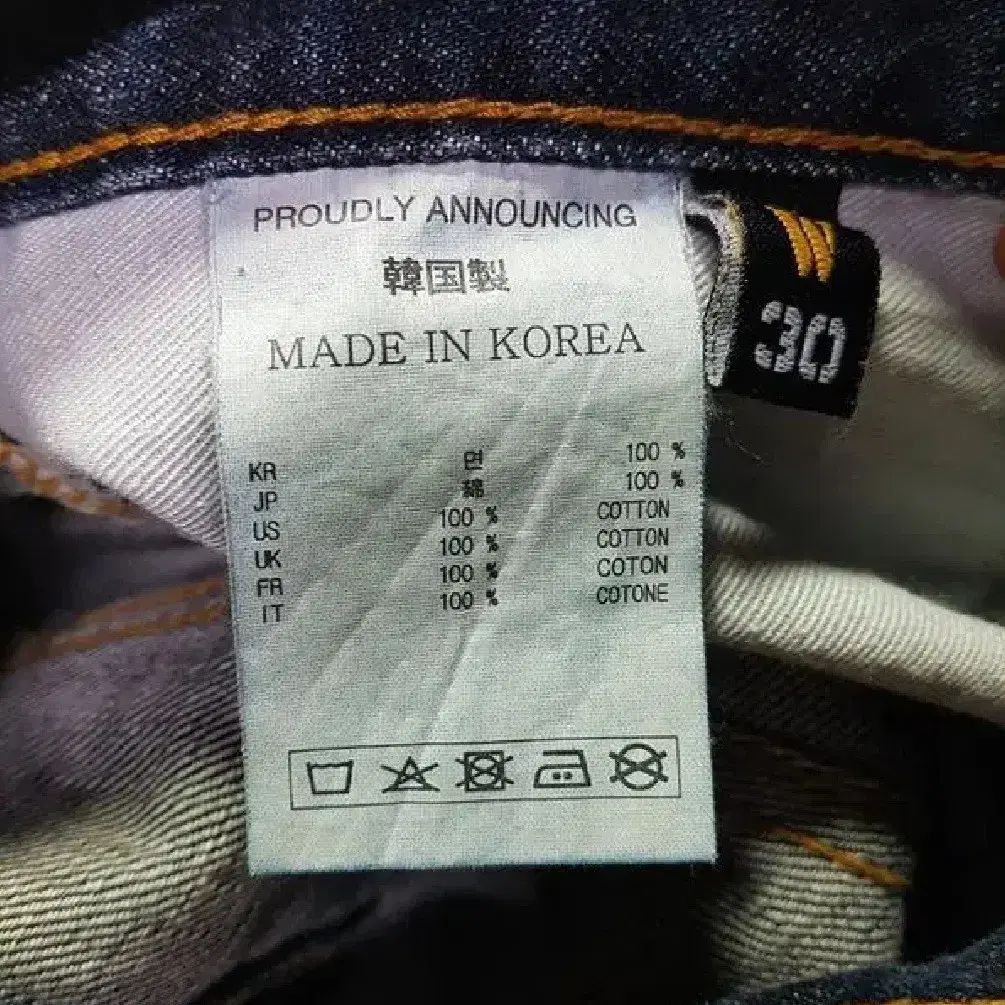 PROUDLY ANNOUNCING
韓国製
MADE IN KOREA
30
KR 면 100 %
JP 綿 100 %
US 100 % COTTON
UK 100 % COTTON
FR 100 % COTON
IT 100 % COTONE